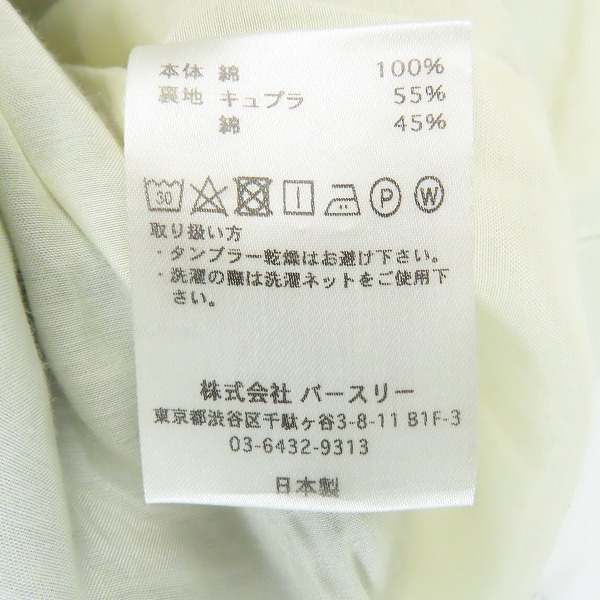 本体 綿 100%
裏地 キュプラ 55%
綿 45%
30 P W
取り扱い方
・タンブラー乾燥はお避け下さい。
・洗濯の際は洗濯ネットをご使用下
さい。
株式会社 バースリー
東京都渋谷区千駄ヶ谷3-8-11 B1F-3
03-6432-9313
日本製